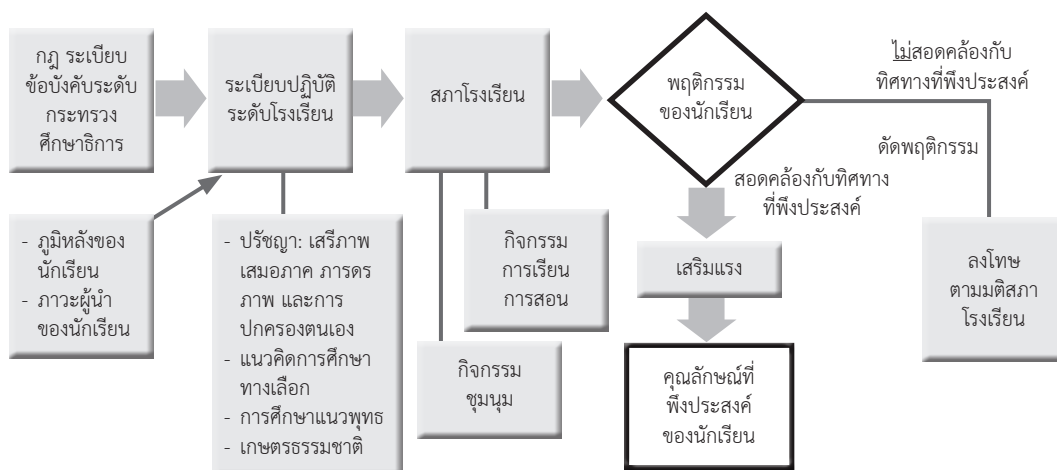 กฎ ระเบียบ
ข้อบังคับระดับ
กระทรวง
ศึกษาธิการ
ระเบียบปฏิบัติ
ระดับโรงเรียน
สภาโรงเรียน
พฤติกรรม
ของนักเรียน
ไม่สอดคล้องกับ
ทิศทางที่พึงประสงค์
ดัดพฤติกรรม
สอดคล้องกับทิศทาง
ที่พึงประสงค์
- ภูมิหลังของ
นักเรียน
- ภาวะผู้นำ
ของนักเรียน
- ปรัชญา: เสรีภาพ
เสมอภาค ภารดร
ภาพ และการ
ปกครองตนเอง
- แนวคิดการศึกษา
ทางเลือก
- การศึกษาแนวพุทธ
- เกษตรธรรมชาติ
กิจกรรม
การเรียน
การสอน
กิจกรรม
ชุมนุม
เสริมแรง
คุณลักษณ์ที่
พึงประสงค์
ของนักเรียน
ลงโทษ
ตามมติสภา
โรงเรียน